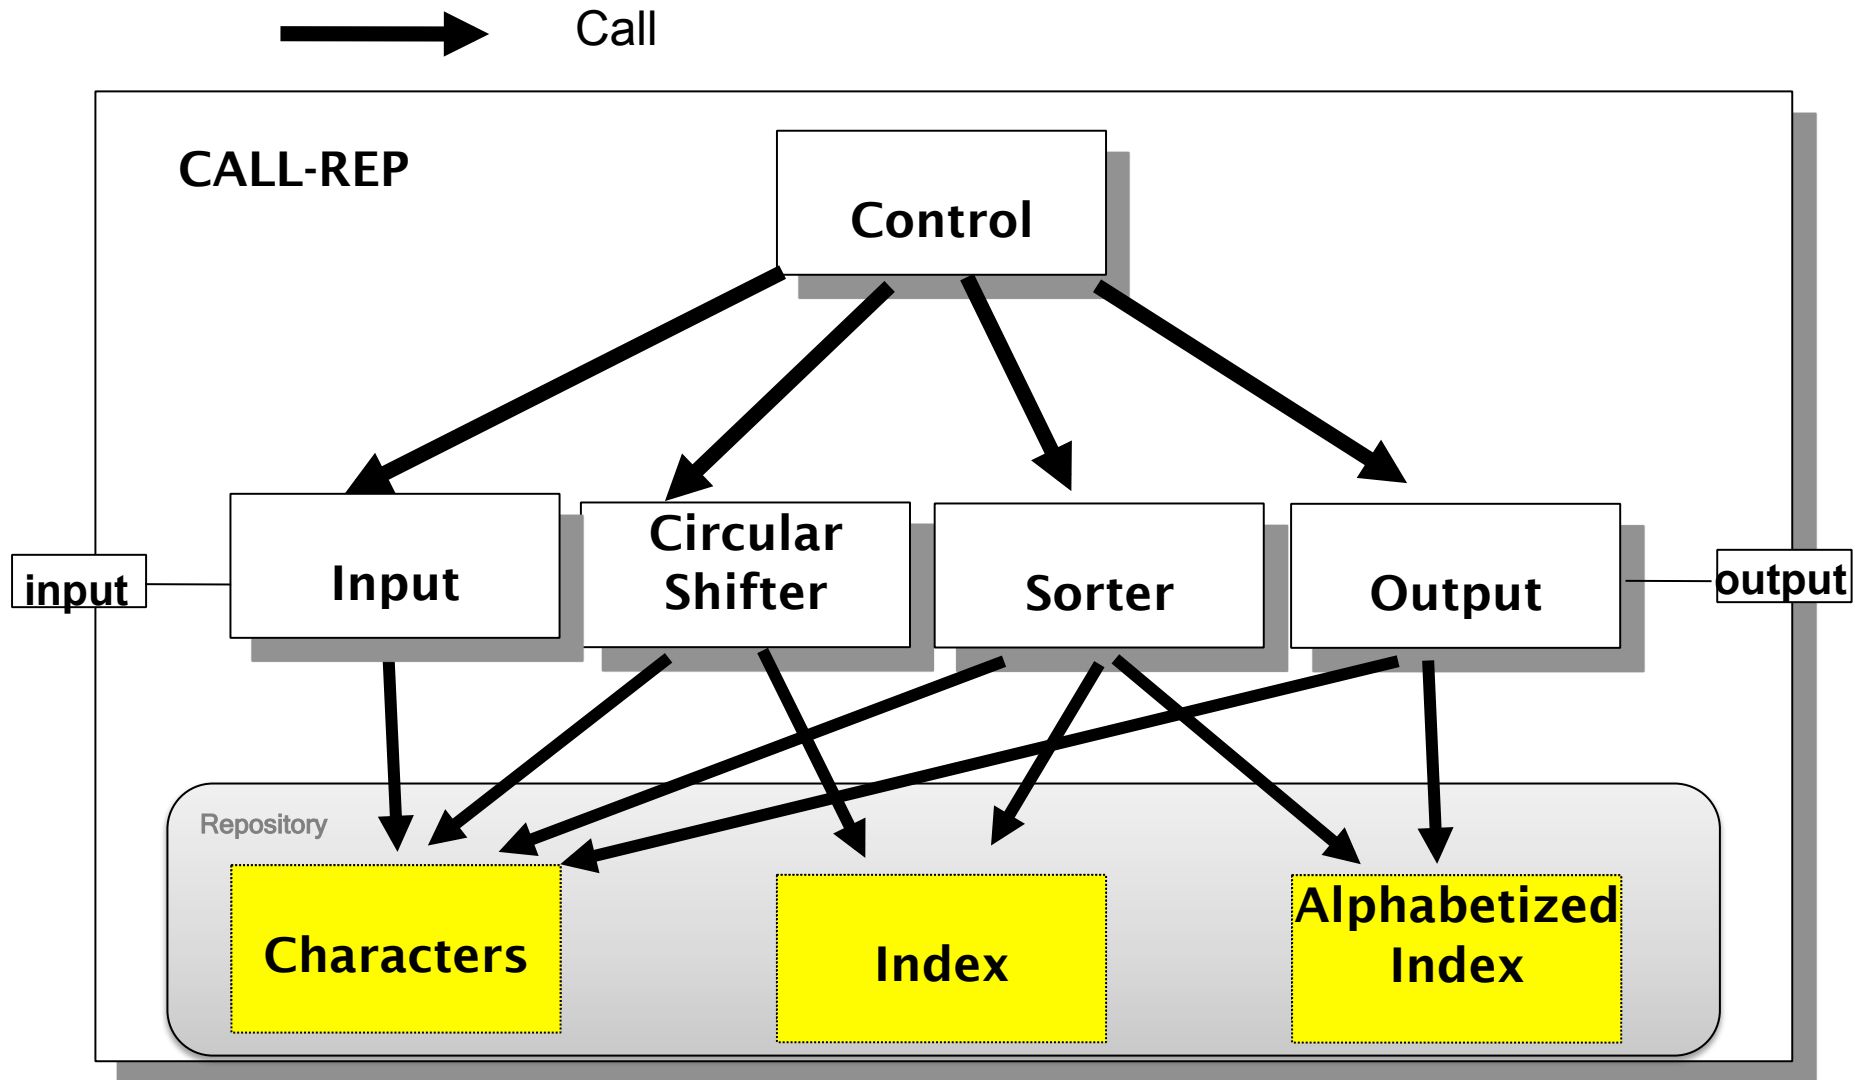 Call
CALL-REP
Control
Input
Circular
Shifter
Sorter
Output
input
output
Repository
Characters
Index
Alphabetized
Index